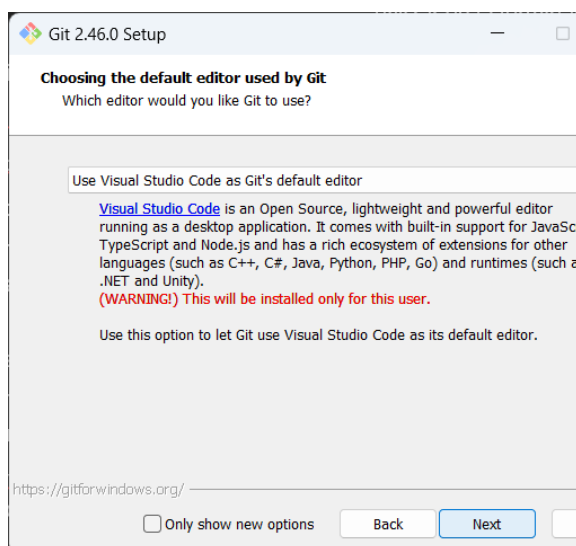 Git 2.46.0 Setup
Choosing the default editor used by Git
Which editor would you like Git to use?
Use Visual Studio Code as Git's default editor
Visual Studio Code is an Open Source, lightweight and powerful editor
running as a desktop application. It comes with built-in support for JavaSc
TypeScript and Node.js and has a rich ecosystem of extensions for other
languages (such as C++, C#, Java, Python, PHP, Go) and runtimes (such a
.NET and Unity).
(WARNING!) This will be installed only for this user.
Use this option to let Git use Visual Studio Code as its default editor.
https://gitforwindows.org/
Only show new options
Back
Next